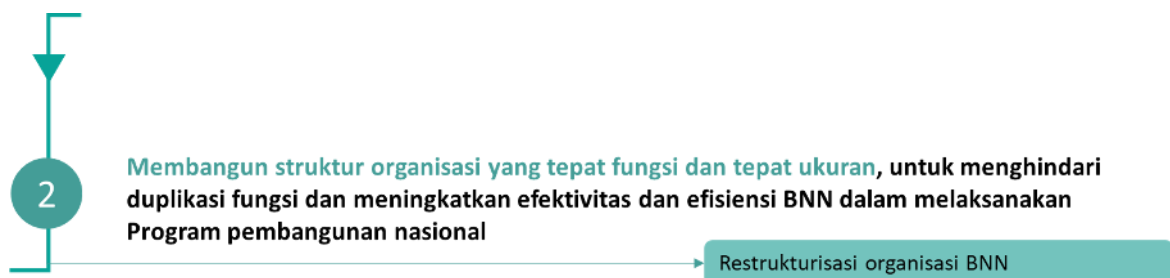 Membangun struktur organisasi yang tepat fungsi dan tepat ukuran, untuk menghindari
2
duplikasi fungsi dan meningkatkan efektivitas dan efisiensi BNN dalam melaksanakan
Program pembangunan nasional
Restrukturisasi organisasi BNN